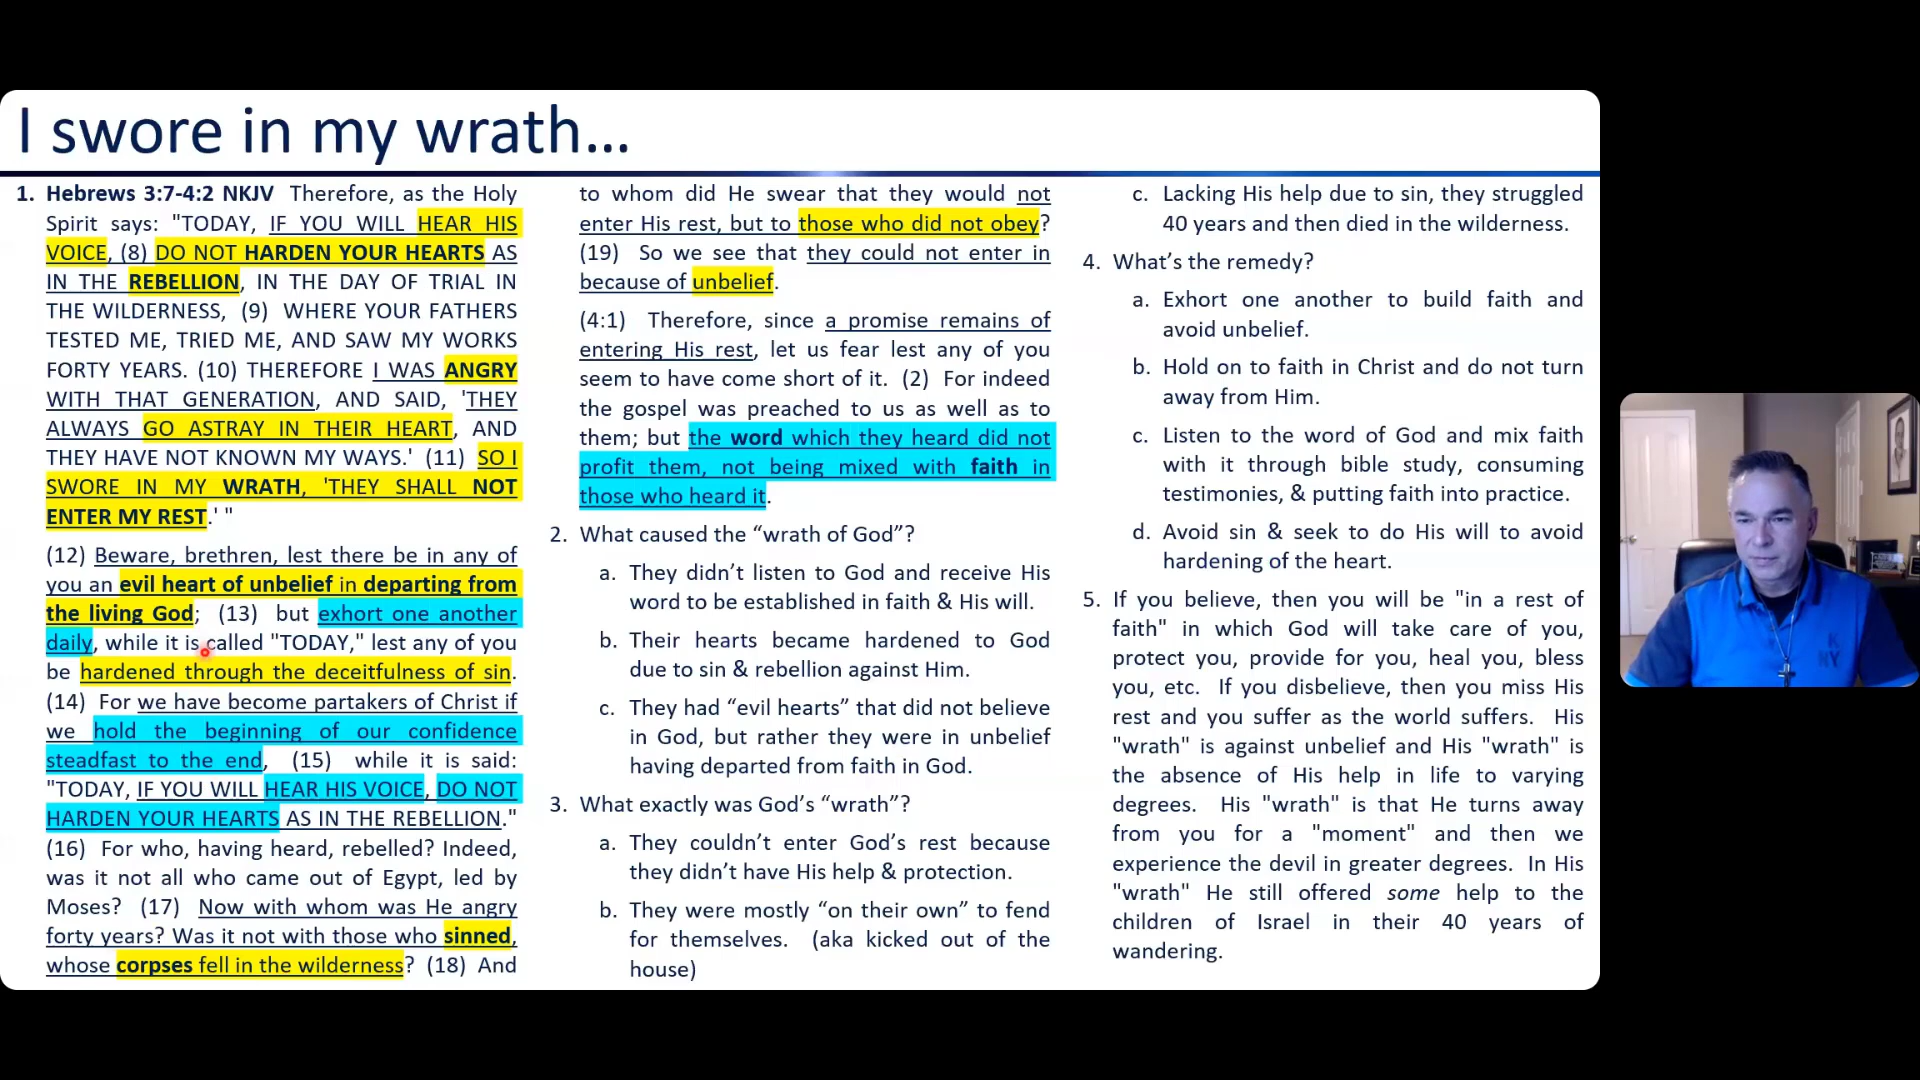 I swore in my wrath...
1. Hebrews 3:7-4:2 NKJV Therefore, as the Holy
Spirit says: "TODAY, IF YOU WILL HEAR HIS
VOICE, (8) DO NOT HARDEN YOUR HEARTS AS
IN THE REBELLION, IN THE DAY OF TRIAL IN
THE WILDERNESS, (9) WHERE YOUR FATHERS
TESTED ME, TRIED ME, AND SAW MY WORKS
FORTY YEARS. (10) THEREFORE I WAS ANGRY
WITH THAT GENERATION, AND SAID, 'THEY
ALWAYS GO ASTRAY IN THEIR HEART, AND
THEY HAVE NOT KNOWN MY WAYS.' (11) SO I
SWORE IN MY WRATH, 'THEY SHALL NOT
ENTER MY REST.' "
(12) Beware, brethren, lest there be in any of
you an evil heart of unbelief in departing from
the living God; (13) but exhort one another
daily, while it is called "TODAY," lest any of you
be hardened through the deceitfulness of sin.
(14) For we have become partakers of Christ if
we hold the beginning of our confidence
steadfast to the end, (15) while it is said:
"TODAY, IF YOU WILL HEAR HIS VOICE, DO NOT
HARDEN YOUR HEARTS AS IN THE REBELLION."
(16) For who, having heard, rebelled? Indeed,
was it not all who came out of Egypt, led by
Moses? (17) Now with whom was He angry
forty years? Was it not with those who sinned,
whose corpses fell in the wilderness? (18) And
to whom did He swear that they would not
enter His rest, but to those who did not obey?
(19) So we see that they could not enter in
because of unbelief.
(4:1) Therefore, since a promise remains of
entering His rest, let us fear lest any of you
seem to have come short of it. (2) For indeed
the gospel was preached to us as well as to
them; but the word which they heard did not
profit them, not being mixed with faith in
those who heard it.
2. What caused the “wrath of God”?
a. They didn’t listen to God and receive His
word to be established in faith & His will.
b. Their hearts became hardened to God
due to sin & rebellion against Him.
c. They had “evil hearts” that did not believe
in God, but rather they were in unbelief
having departed from faith in God.
3. What exactly was God’s “wrath”?
a. They couldn’t enter God’s rest because
they didn’t have His help & protection.
b. They were mostly “on their own” to fend
for themselves. (aka kicked out of the
house)
c. Lacking His help due to sin, they struggled
40 years and then died in the wilderness.
4. What’s the remedy?
a. Exhort one another to build faith and
avoid unbelief.
b. Hold on to faith in Christ and do not turn
away from Him.
c. Listen to the word of God and mix faith
with it through bible study, consuming
testimonies, & putting faith into practice.
d. Avoid sin & seek to do His will to avoid
hardening of the heart.
5. If you believe, then you will be "in a rest of
faith" in which God will take care of you,
protect you, provide for you, heal you, bless
you, etc. If you disbelieve, then you miss His
rest and you suffer as the world suffers. His
"wrath" is against unbelief and His "wrath" is
the absence of His help in life to varying
degrees. His "wrath" is that He turns away
from you for a "moment" and then we
experience the devil in greater degrees. In His
"wrath" He still offered some help to the
children of Israel in their 40 years of
wandering.